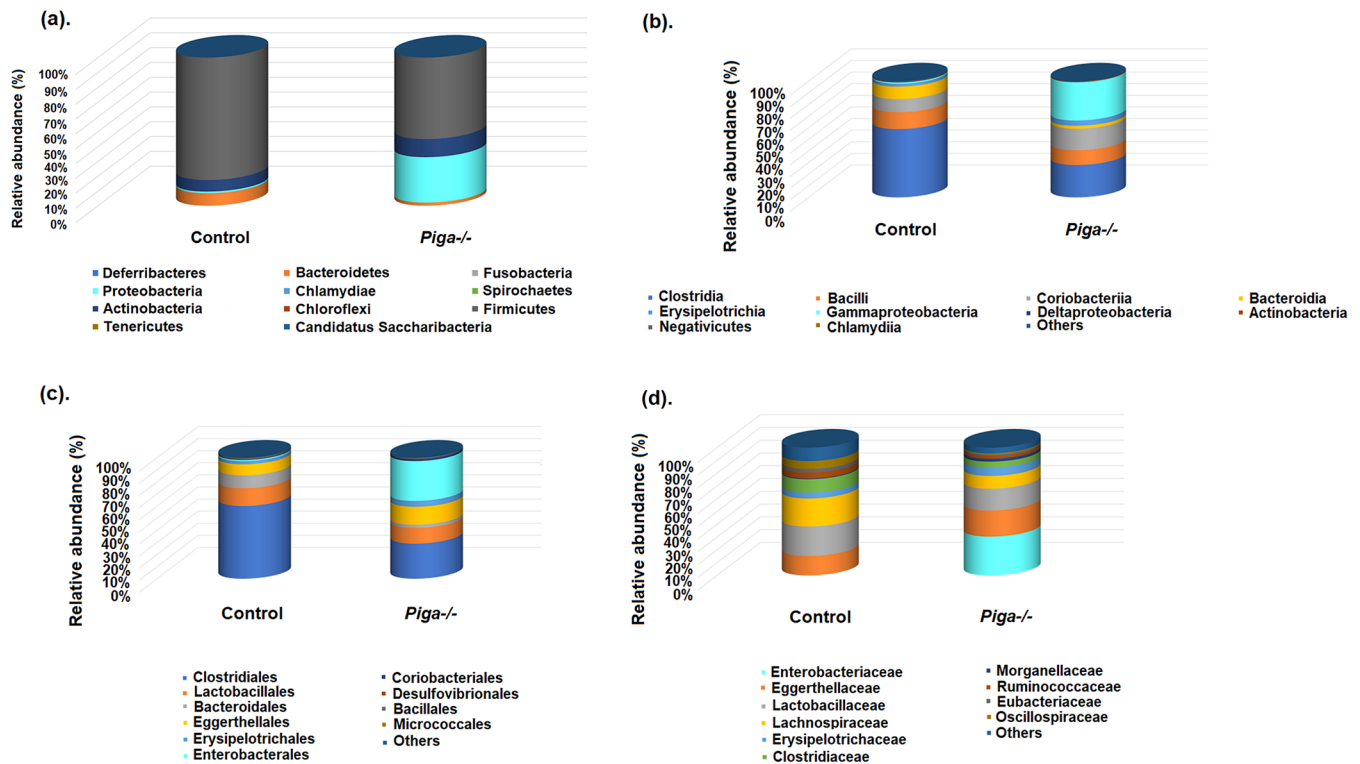 (a).
Relative abundance (%)
100%
90%
80%
70%
60%
50%
40%
30%
20%
10%
0%
Control
Piga-/-
Deferribacteres
Bacteroidetes
Fusobacteria
Proteobacteria
Chlamydiae
Spirochaetes
Actinobacteria
Chloroflexi
Firmicutes
Tenericutes
Candidatus Saccharibacteria
(b).
Relative abundance (%)
100%
90%
80%
70%
60%
50%
40%
30%
20%
10%
0%
Control
Piga-/-
Clostridia
Bacilli
Coriobacteriia
Bacteroidia
Erysipelotrichia
Gammaproteobacteria
Deltaproteobacteria
Actinobacteria
Negativicutes
Chlamydiia
Others
(c).
Relative abundance (%)
100%
90%
80%
70%
60%
50%
40%
30%
20%
10%
0%
Control
Piga-/-
Clostridiales
Lactobacillales
Bacteroidales
Eggerthellales
Erysipelotrichales
Enterobacterales
Coriobacteriales
Desulfovibrionales
Bacillales
Micrococcales
Others
(d).
Relative abundance (%)
100%
90%
80%
70%
60%
50%
40%
30%
20%
10%
0%
Control
Piga-/-
Enterobacteriaceae
Eggerthellaceae
Lactobacillaceae
Lachnospiraceae
Erysipelotrichaceae
Clostridiaceae
Morganellaceae
Ruminococcaceae
Eubacteriaceae
Oscillospiraceae
Others